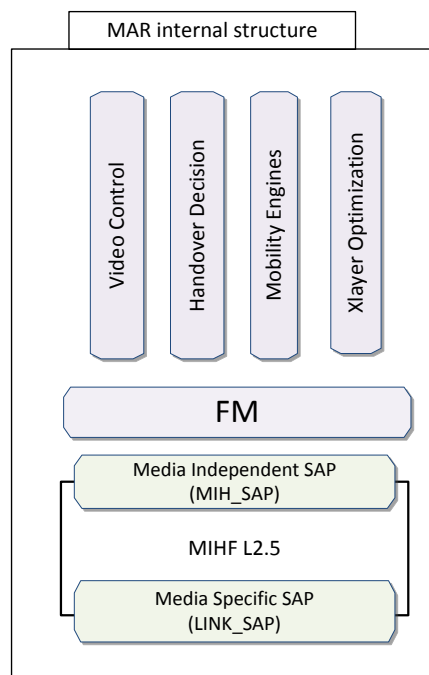 MAR internal structure
Video Control
Handover Decision
Mobility Engines
Xlayer Optimization
FM
Media Independent SAP
(MIH_SAP)
MIHF L2.5
Media Specific SAP
(LINK_SAP)